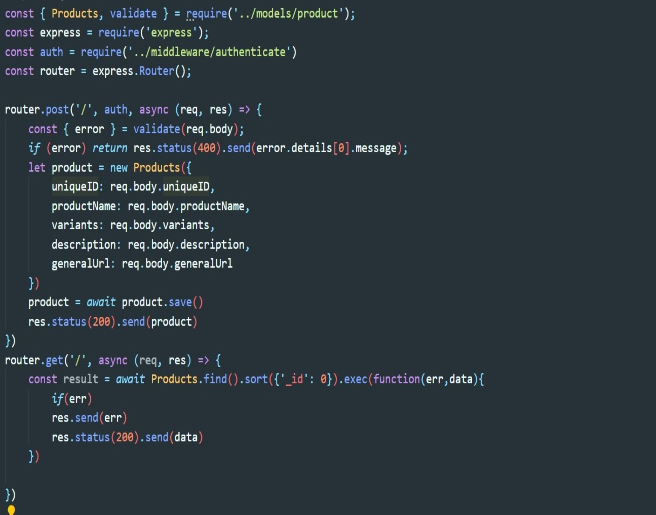 const { Products, validate } = require('../models/product');
const express = require('express');
const auth = require('../middleware/authenticate')
const router = express.Router();

router.post('/', auth, async (req, res) => {
    const { error } = validate(req.body);
    if (error) return res.status(400).send(error.details[0].message);
    let product = new Products({
        uniqueID: req.body.uniqueID,
        productName: req.body.productName,
        variants: req.body.variants,
        description: req.body.description,
        generalUrl: req.body.generalUrl
    })
    product = await product.save()
    res.status(200).send(product)
})
router.get('/', async (req, res) => {
    const result = await Products.find().sort({'_id': 0}).exec(function(err,data){
        if(err)
        res.send(err)
        res.status(200).send(data)
    })

})